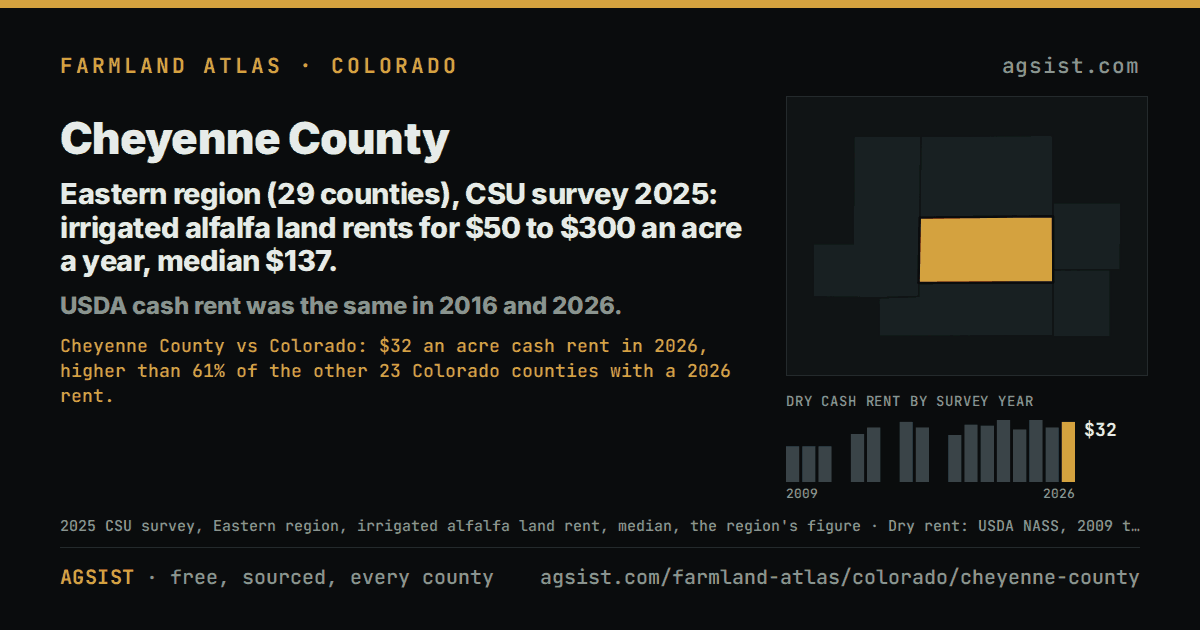 FARMLAND ATLAS · COLORADO
agsist.com
Cheyenne County
Eastern region (29 counties), CSU survey 2025:
irrigated alfalfa land rents for $50 to $300 an acre
a year, median $137.
USDA cash rent was the same in 2016 and 2026.
Cheyenne County vs Colorado: $32 an acre cash rent in 2026,
higher than 61% of the other 23 Colorado counties with a 2026
rent.
DRY CASH RENT BY SURVEY YEAR
$32
2009 2026
2025 CSU survey, Eastern region, irrigated alfalfa land rent, median, the region's figure · Dry rent: USDA NASS, 2009 t…
AGSIST · free, sourced, every county
agsist.com/farmland-atlas/colorado/cheyenne-county